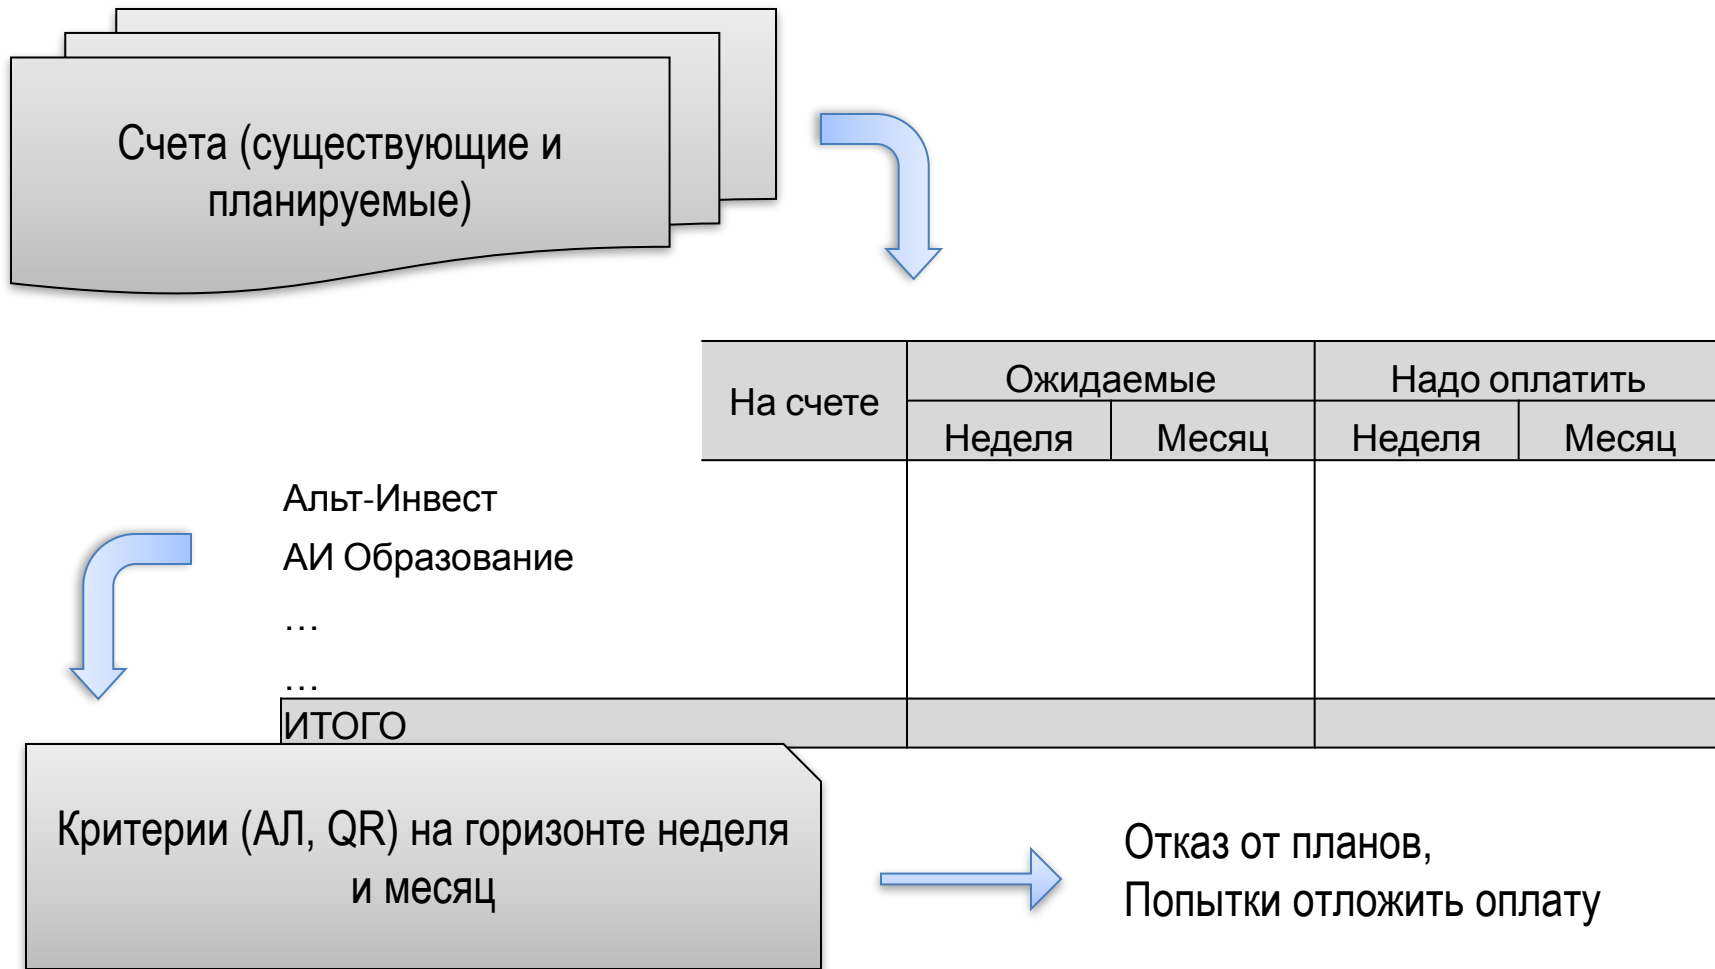 Счета (существующие и
планируемые)
На счете
Ожидаемые
Надо оплатить
Неделя
Месяц
Неделя
Месяц
Альт-Инвест
АИ Образование
…
…
ИТОГО
Критерии (АЛ, QR) на горизонте неделя
и месяц
Отказ от планов,
Попытки отложить оплату